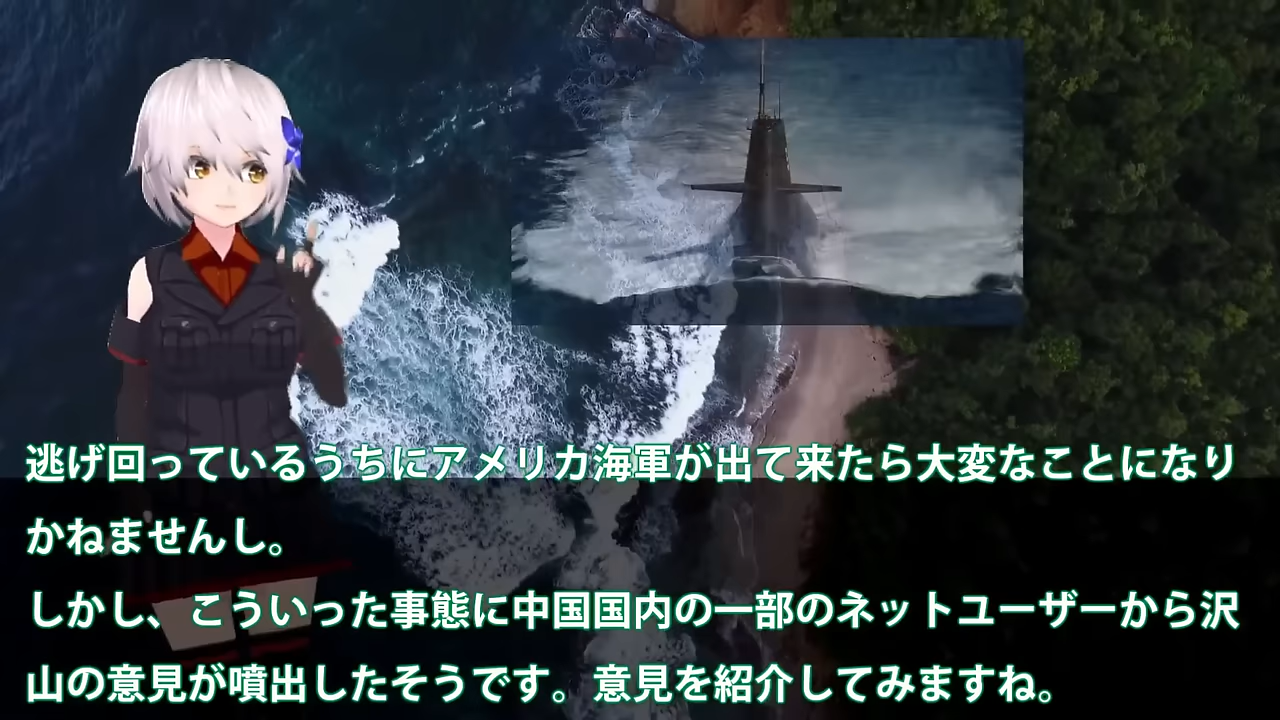 逃げ回っているうちにアメリカ海軍が出て来たら大変なことになり
かねませんし。
しかし、こういった事態に中国国内の一部のネットユーザーから沢
山の意見が噴出したそうです。意見を紹介してみますね。